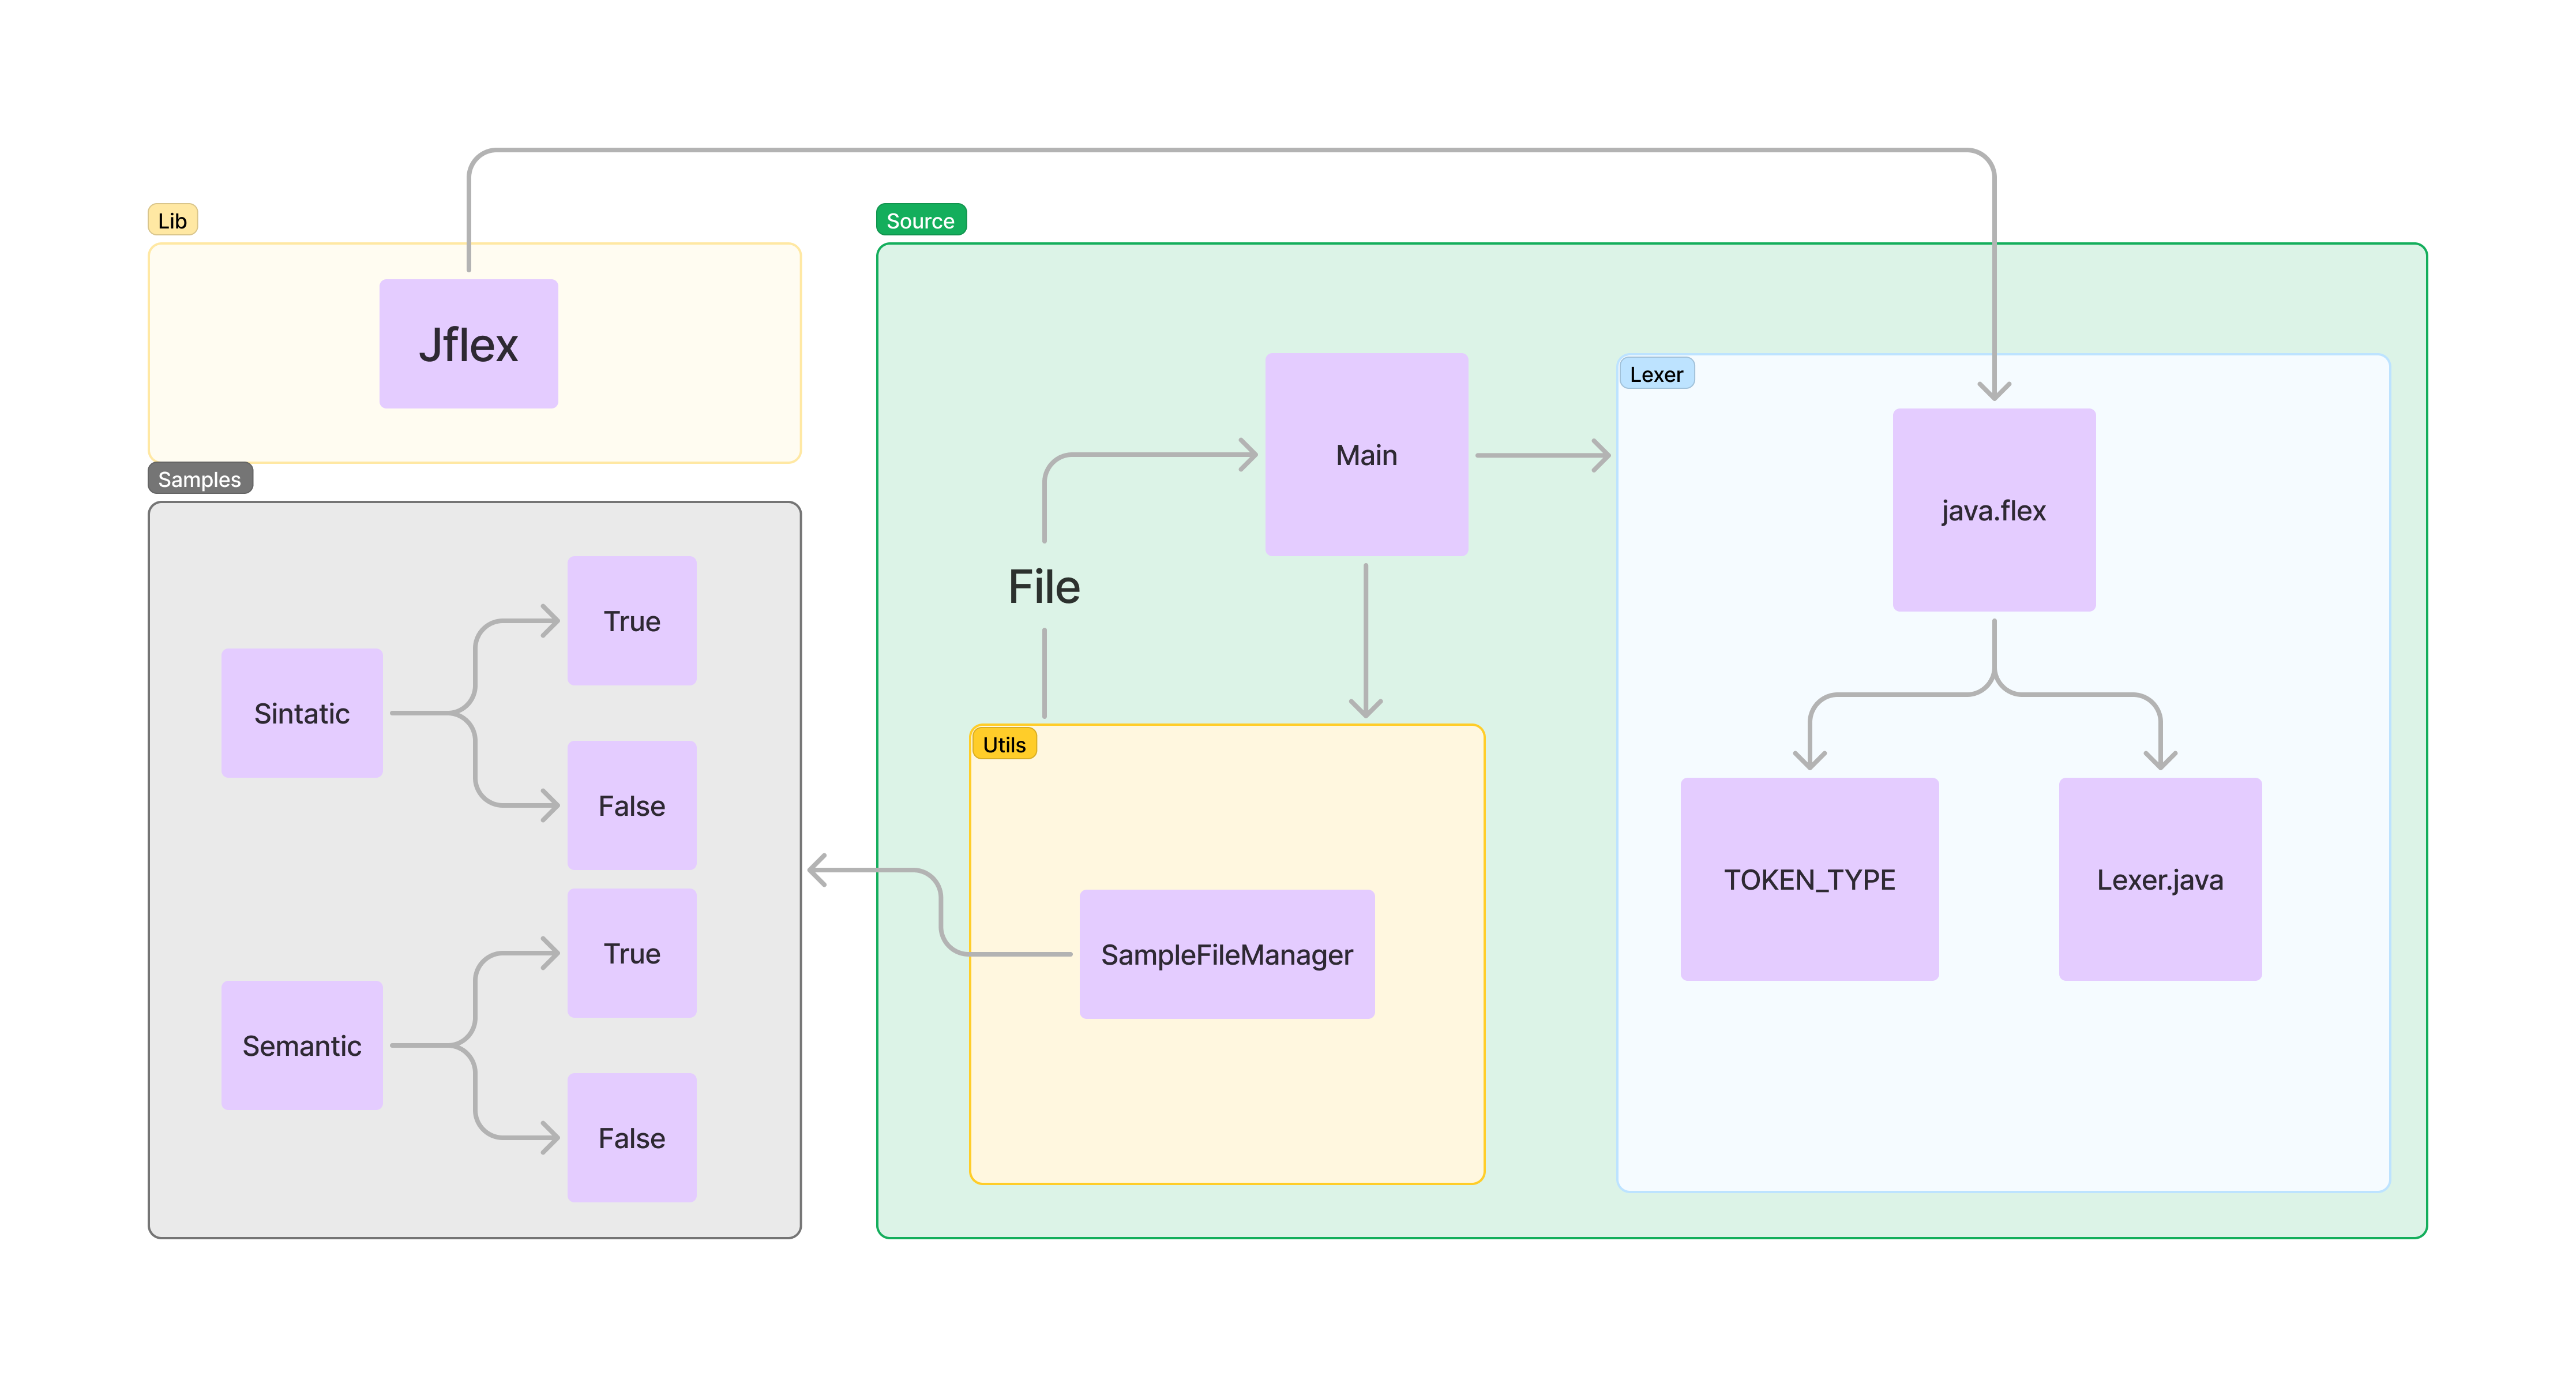 Lib
Jflex
Samples
Sintatic
True
False
Semantic
True
False
Source
Main
File
Utils
SampleFileManager
Lexer
java.flex
TOKEN_TYPE
Lexer.java